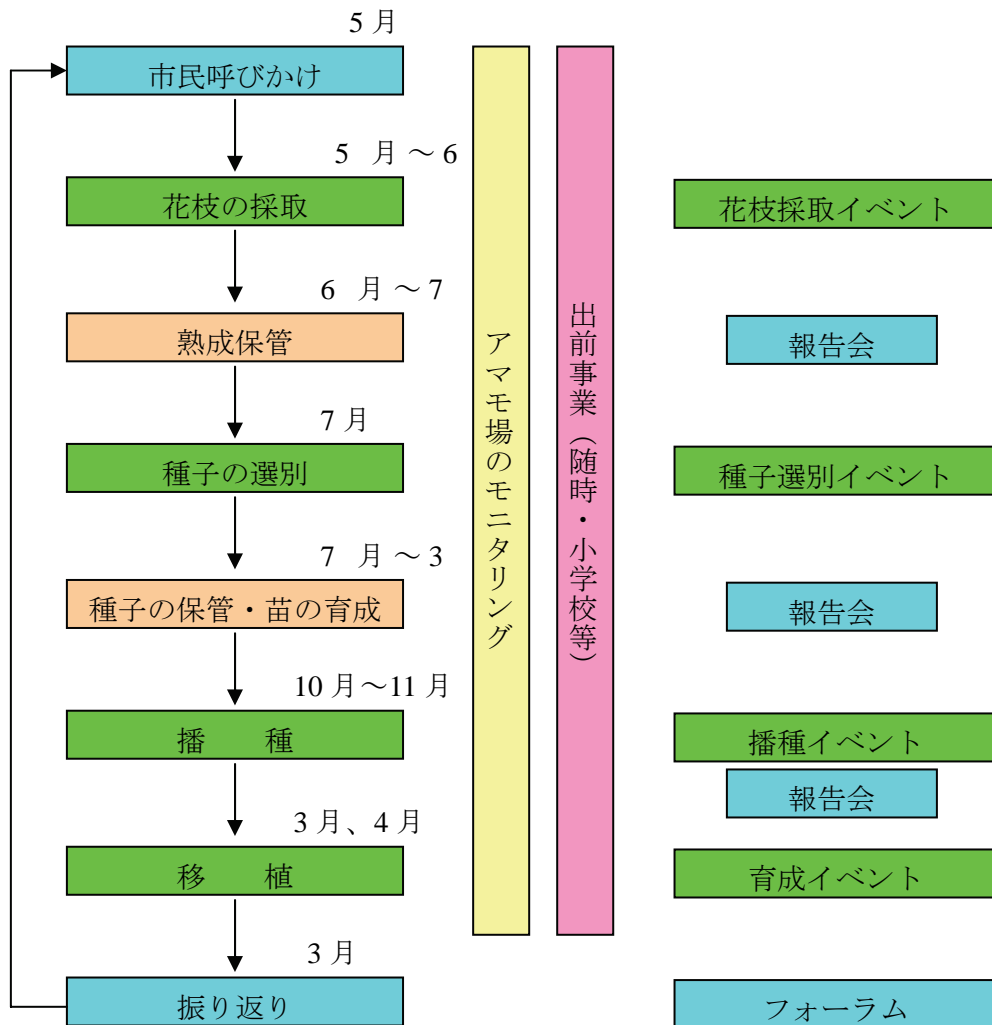 5 月
市民呼びかけ
5 月～6
花枝の採取
花枝採取イベント
6 月～7
熟成保管
報告会
7 月
種子の選別
種子選別イベント
7 月～3
種子の保管・苗の育成
報告会
10 月～11 月
播 種
播種イベント
報告会
3 月、4 月
移 植
育成イベント
3 月
振り返り
フォーラム
アマモ場のモニタリング
出前事業（随時・小学校等）